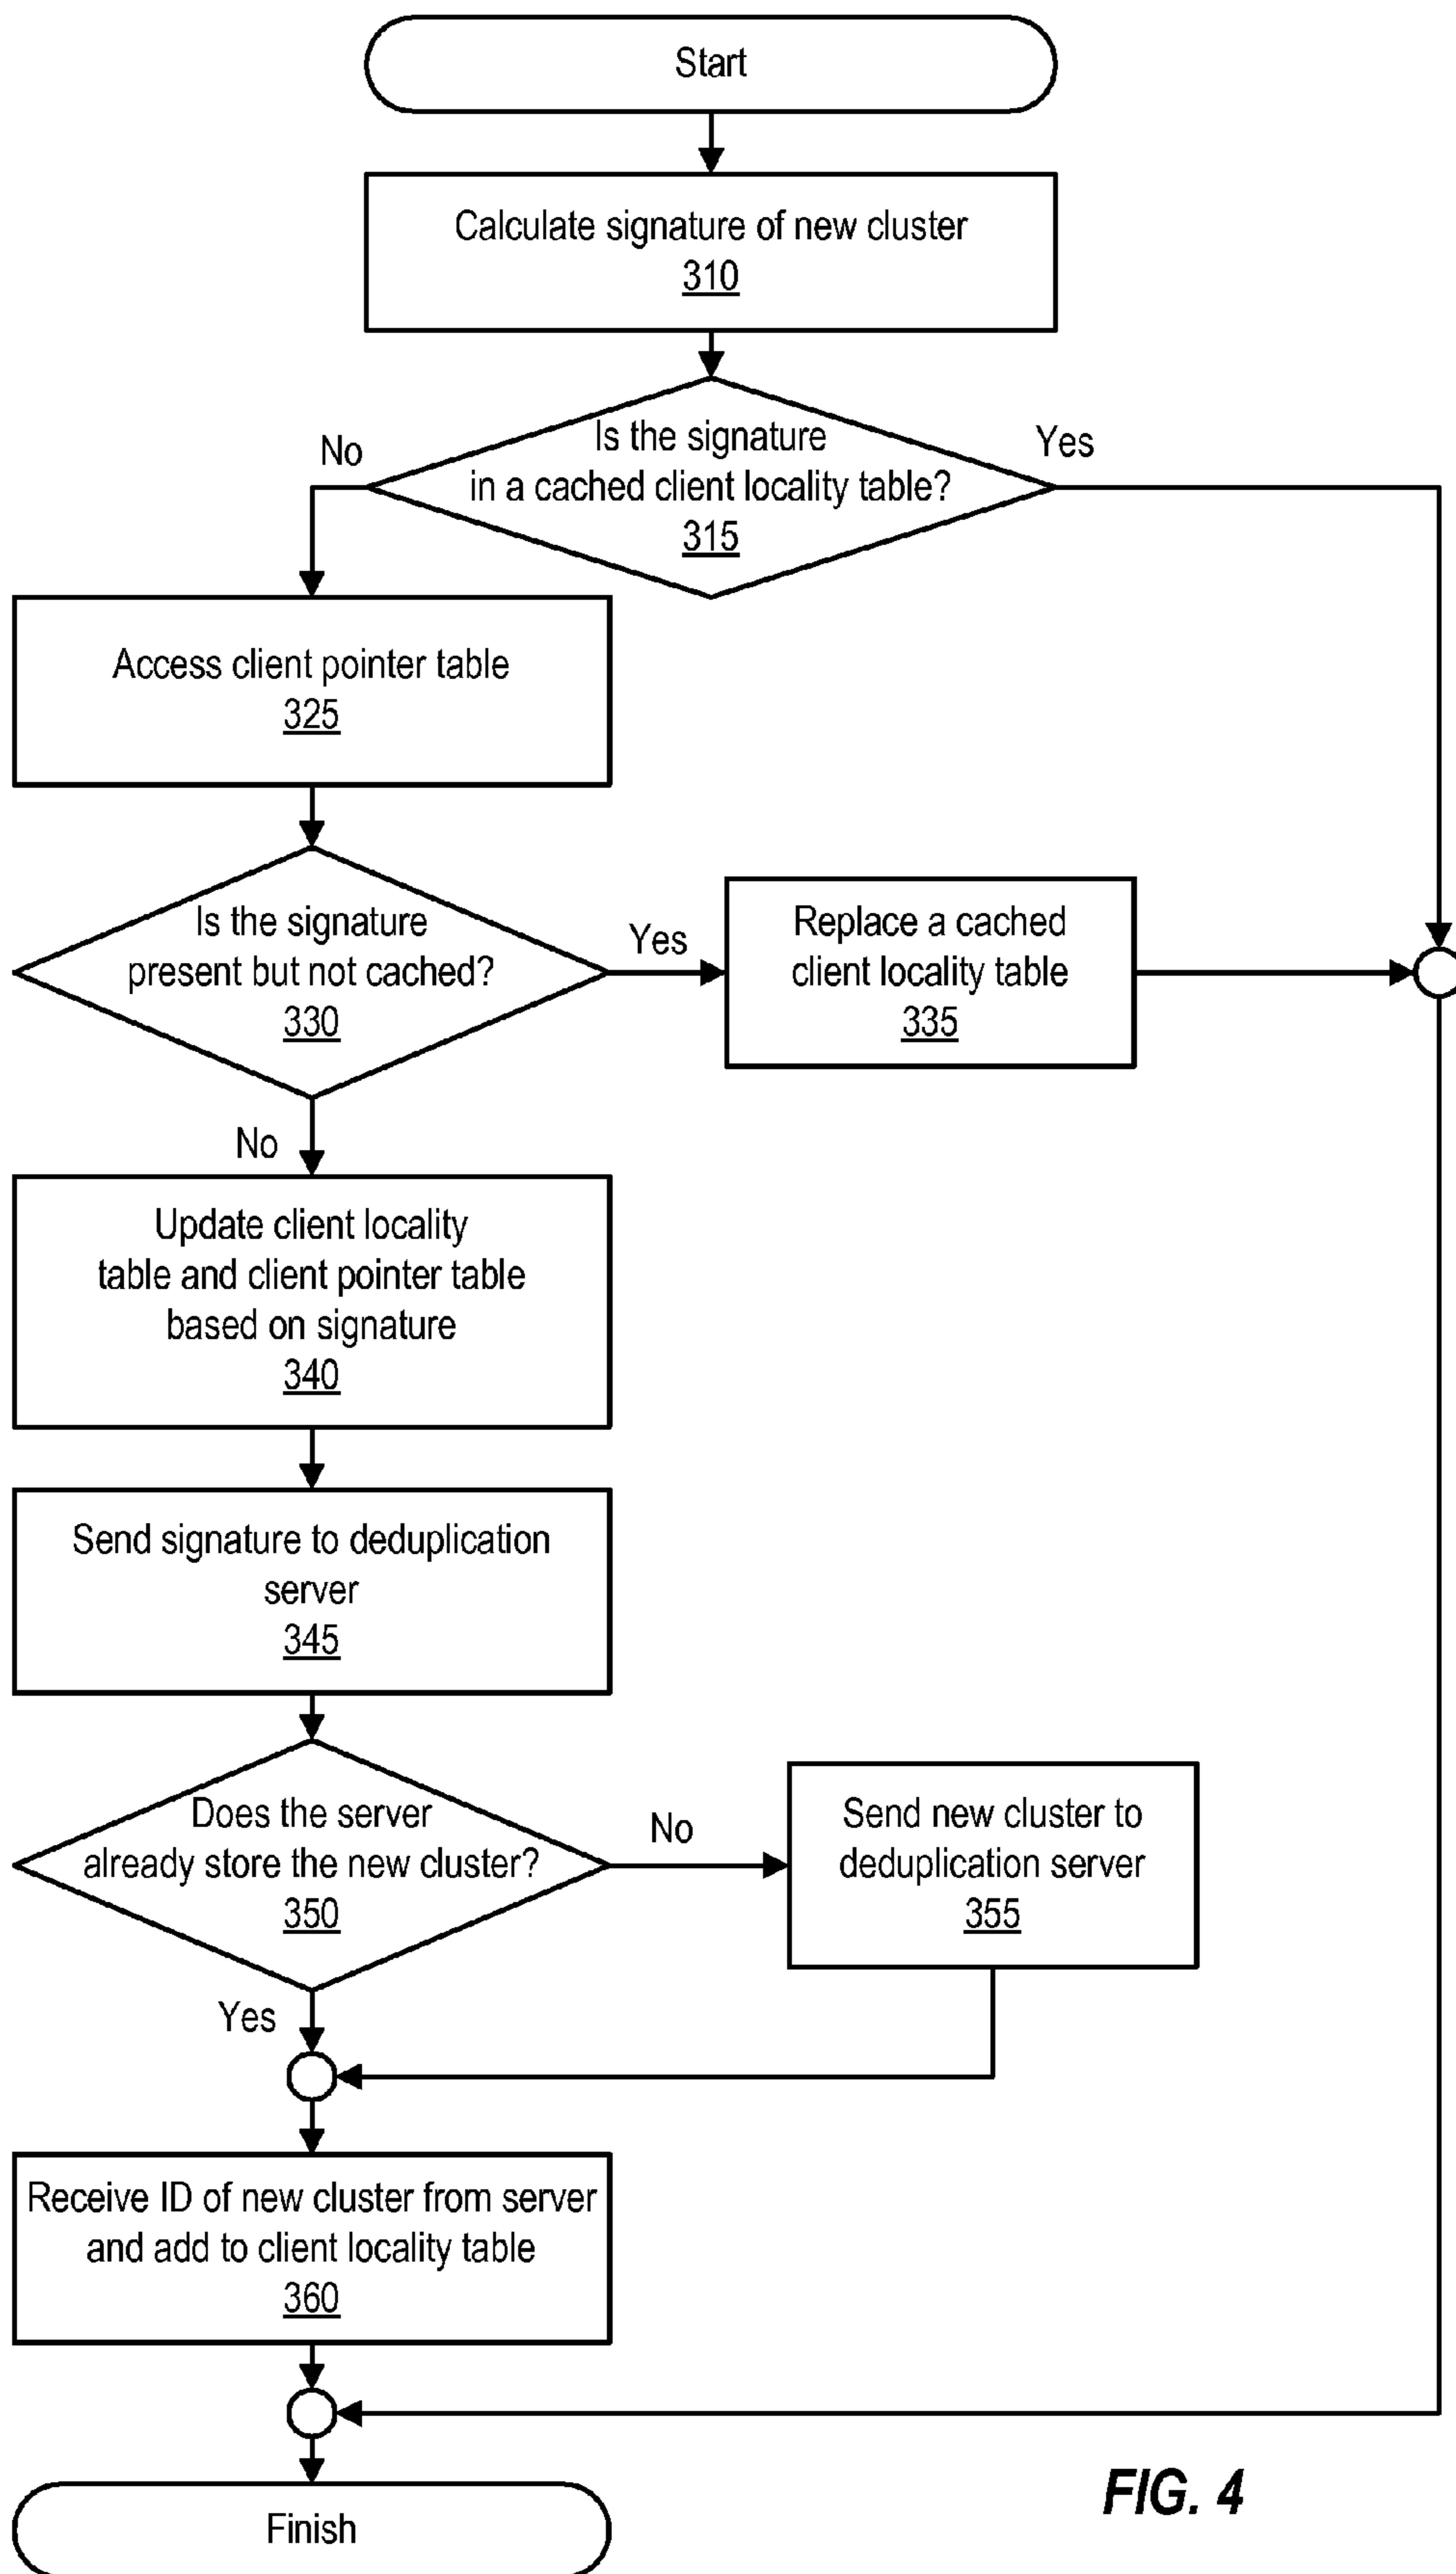 Start
Calculate signature of new cluster
310
Is the signature
in a cached client locality table?
315
No
Yes
Access client pointer table
325
Is the signature
present but not cached?
330
Yes
Replace a cached
client locality table
335
No
Update client locality
table and client pointer table
based on signature
340
Send signature to deduplication
server
345
Does the server
already store the new cluster?
350
No
Send new cluster to
deduplication server
355
Yes
Receive ID of new cluster from server
and add to client locality table
360
Finish
FIG. 4